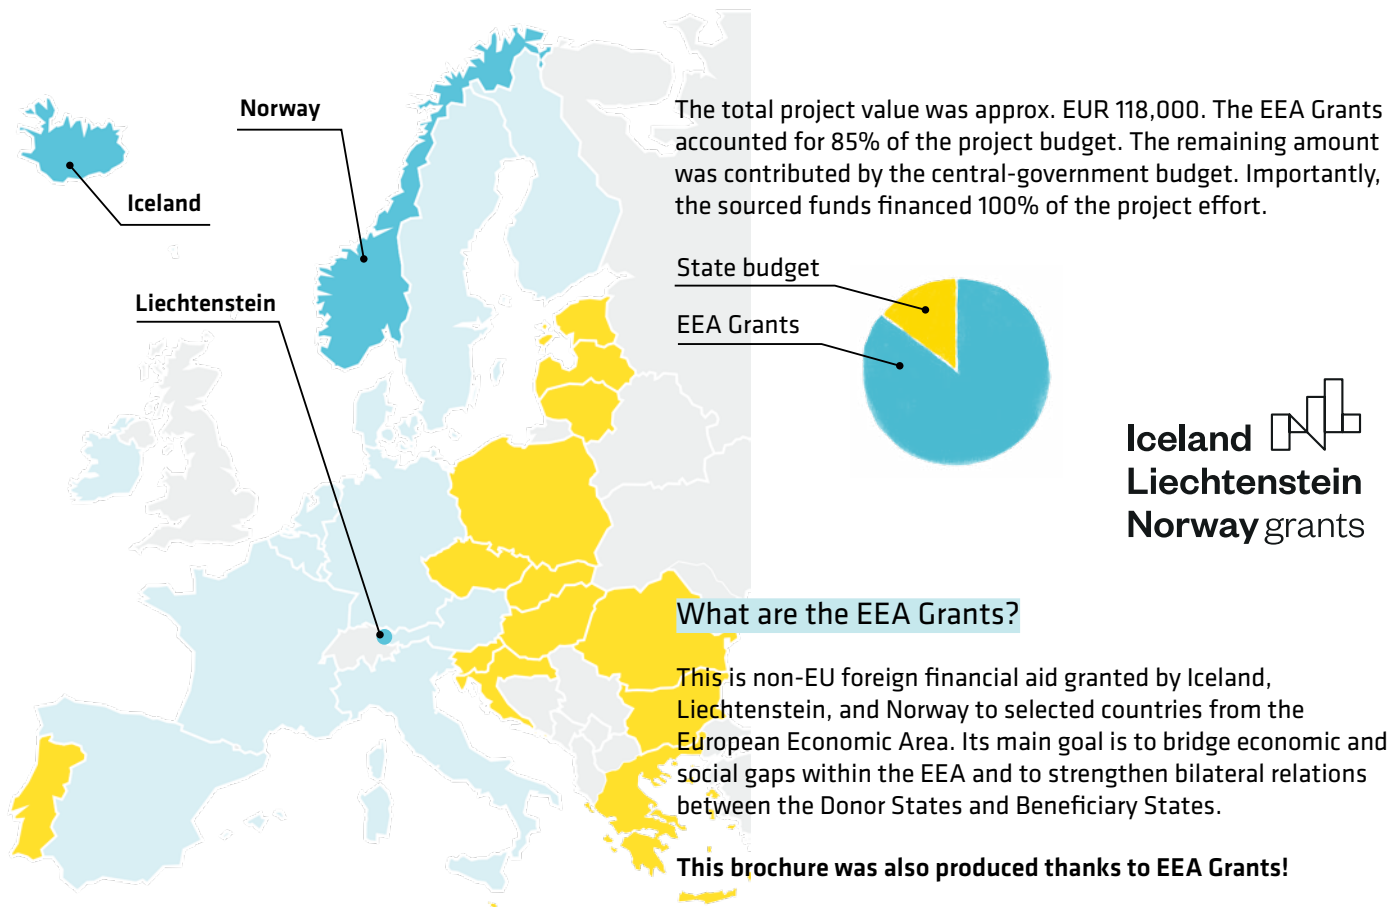 Norway
Iceland
Liechtenstein
The total project value was approx. EUR 118,000. The EEA Grants
accounted for 85% of the project budget. The remaining amount
was contributed by the central-government budget. Importantly,
the sourced funds financed 100% of the project effort.
State budget
EEA Grants
Iceland
Liechtenstein
Norway grants
What are the EEA Grants?
This is non-EU foreign financial aid granted by Iceland,
Liechtenstein, and Norway to selected countries from the
European Economic Area. Its main goal is to bridge economic and
social gaps within the EEA and to strengthen bilateral relations
between the Donor States and Beneficiary States.
This brochure was also produced thanks to EEA Grants!